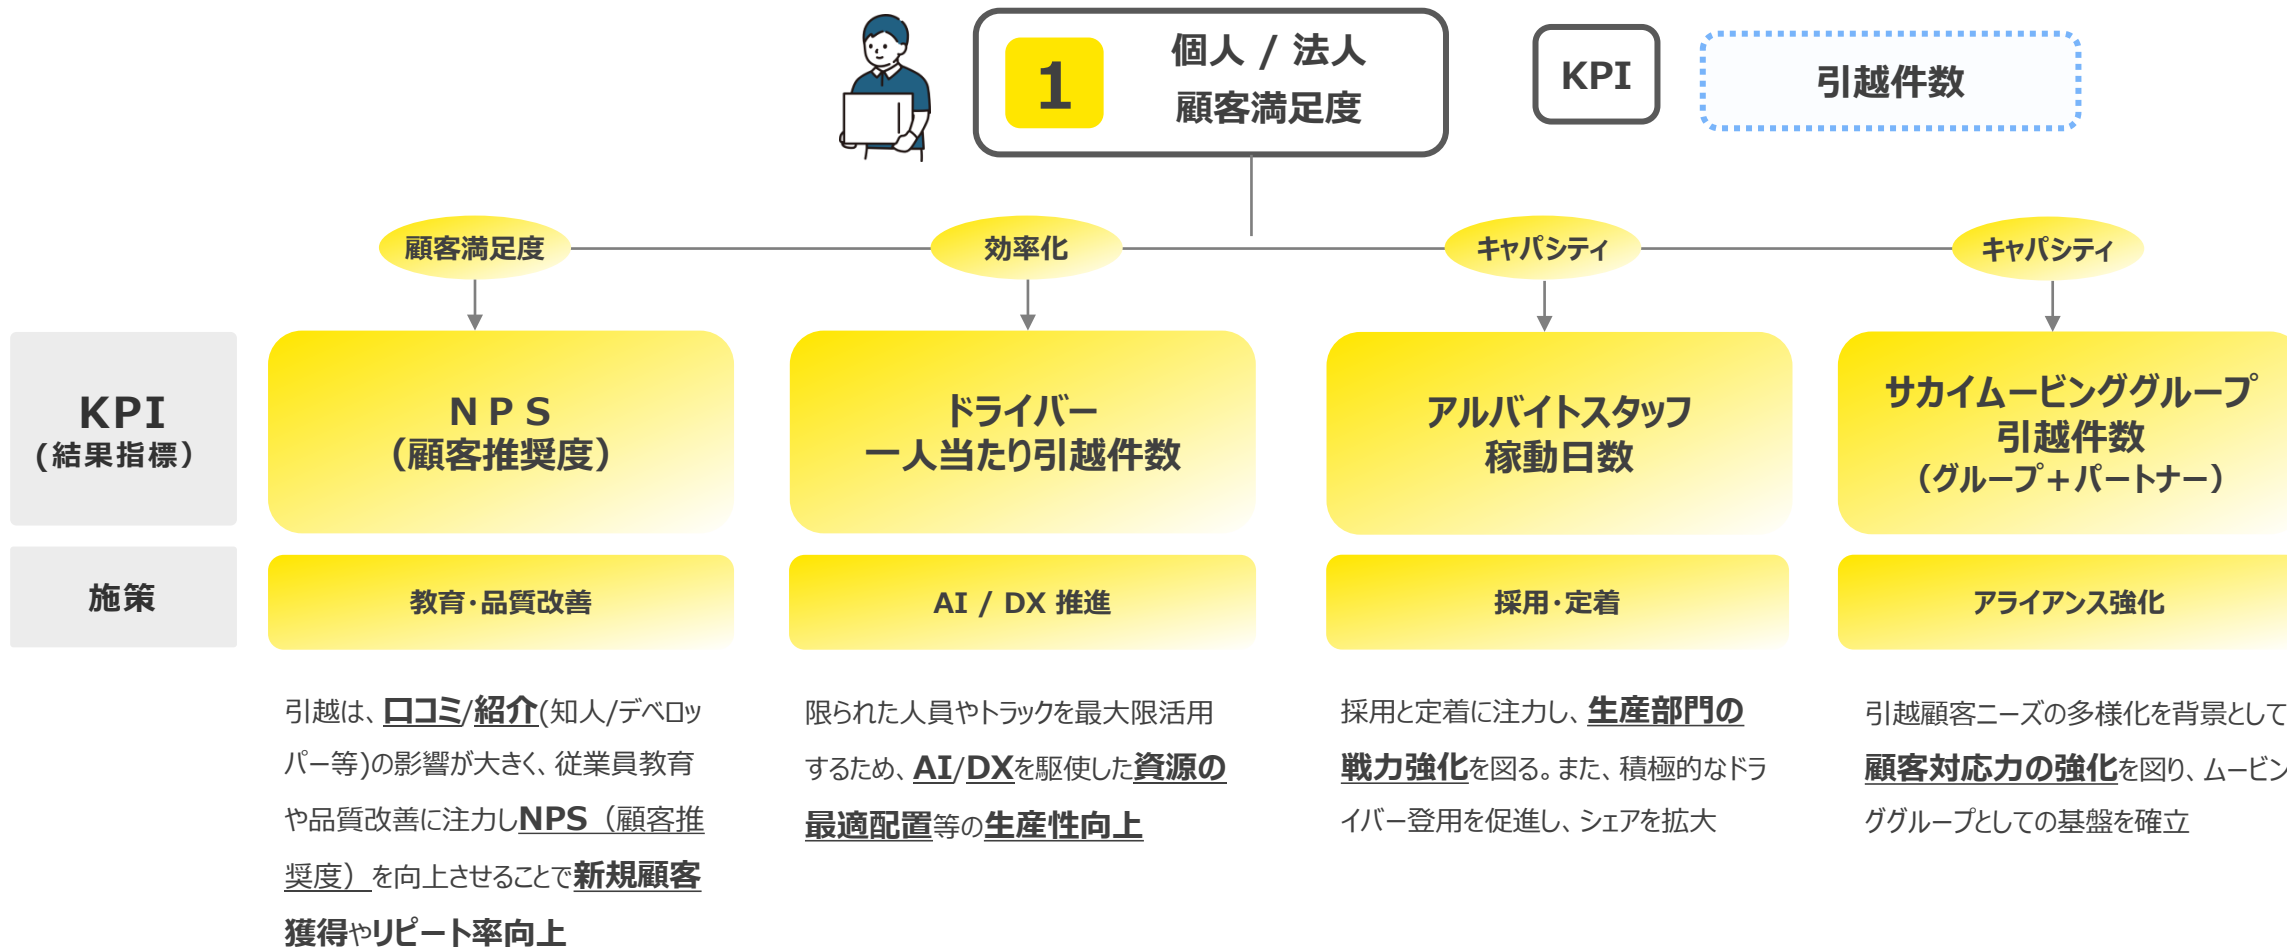 1
個人 / 法人
顧客満足度
KPI
引越件数
顧客満足度
効率化
キャパシティ
キャパシティ
KPI
(結果指標)
NPS
(顧客推奨度)
ドライバー
一人当たり引越件数
アルバイトスタッフ
稼動日数
サカイムービンググループ
引越件数
(グループ+パートナー)
施策
教育・品質改善
AI / DX 推進
採用・定着
アライアンス強化
引越は、口コミ/紹介(知人/デベロッ
パー等)の影響が大きく、従業員教育
や品質改善に注力しNPS（顧客推
奨度）を向上させることで新規顧客
獲得やリピート率向上
限られた人員やトラックを最大限活用
するため、AI/DXを駆使した資源の
最適配置等の生産性向上
採用と定着に注力し、生産部門の
戦力強化を図る。また、積極的なドラ
イバー登用を促進し、シェアを拡大
引越顧客ニーズの多様化を背景として
顧客対応力の強化を図り、ムービン
ググループとしての基盤を確立